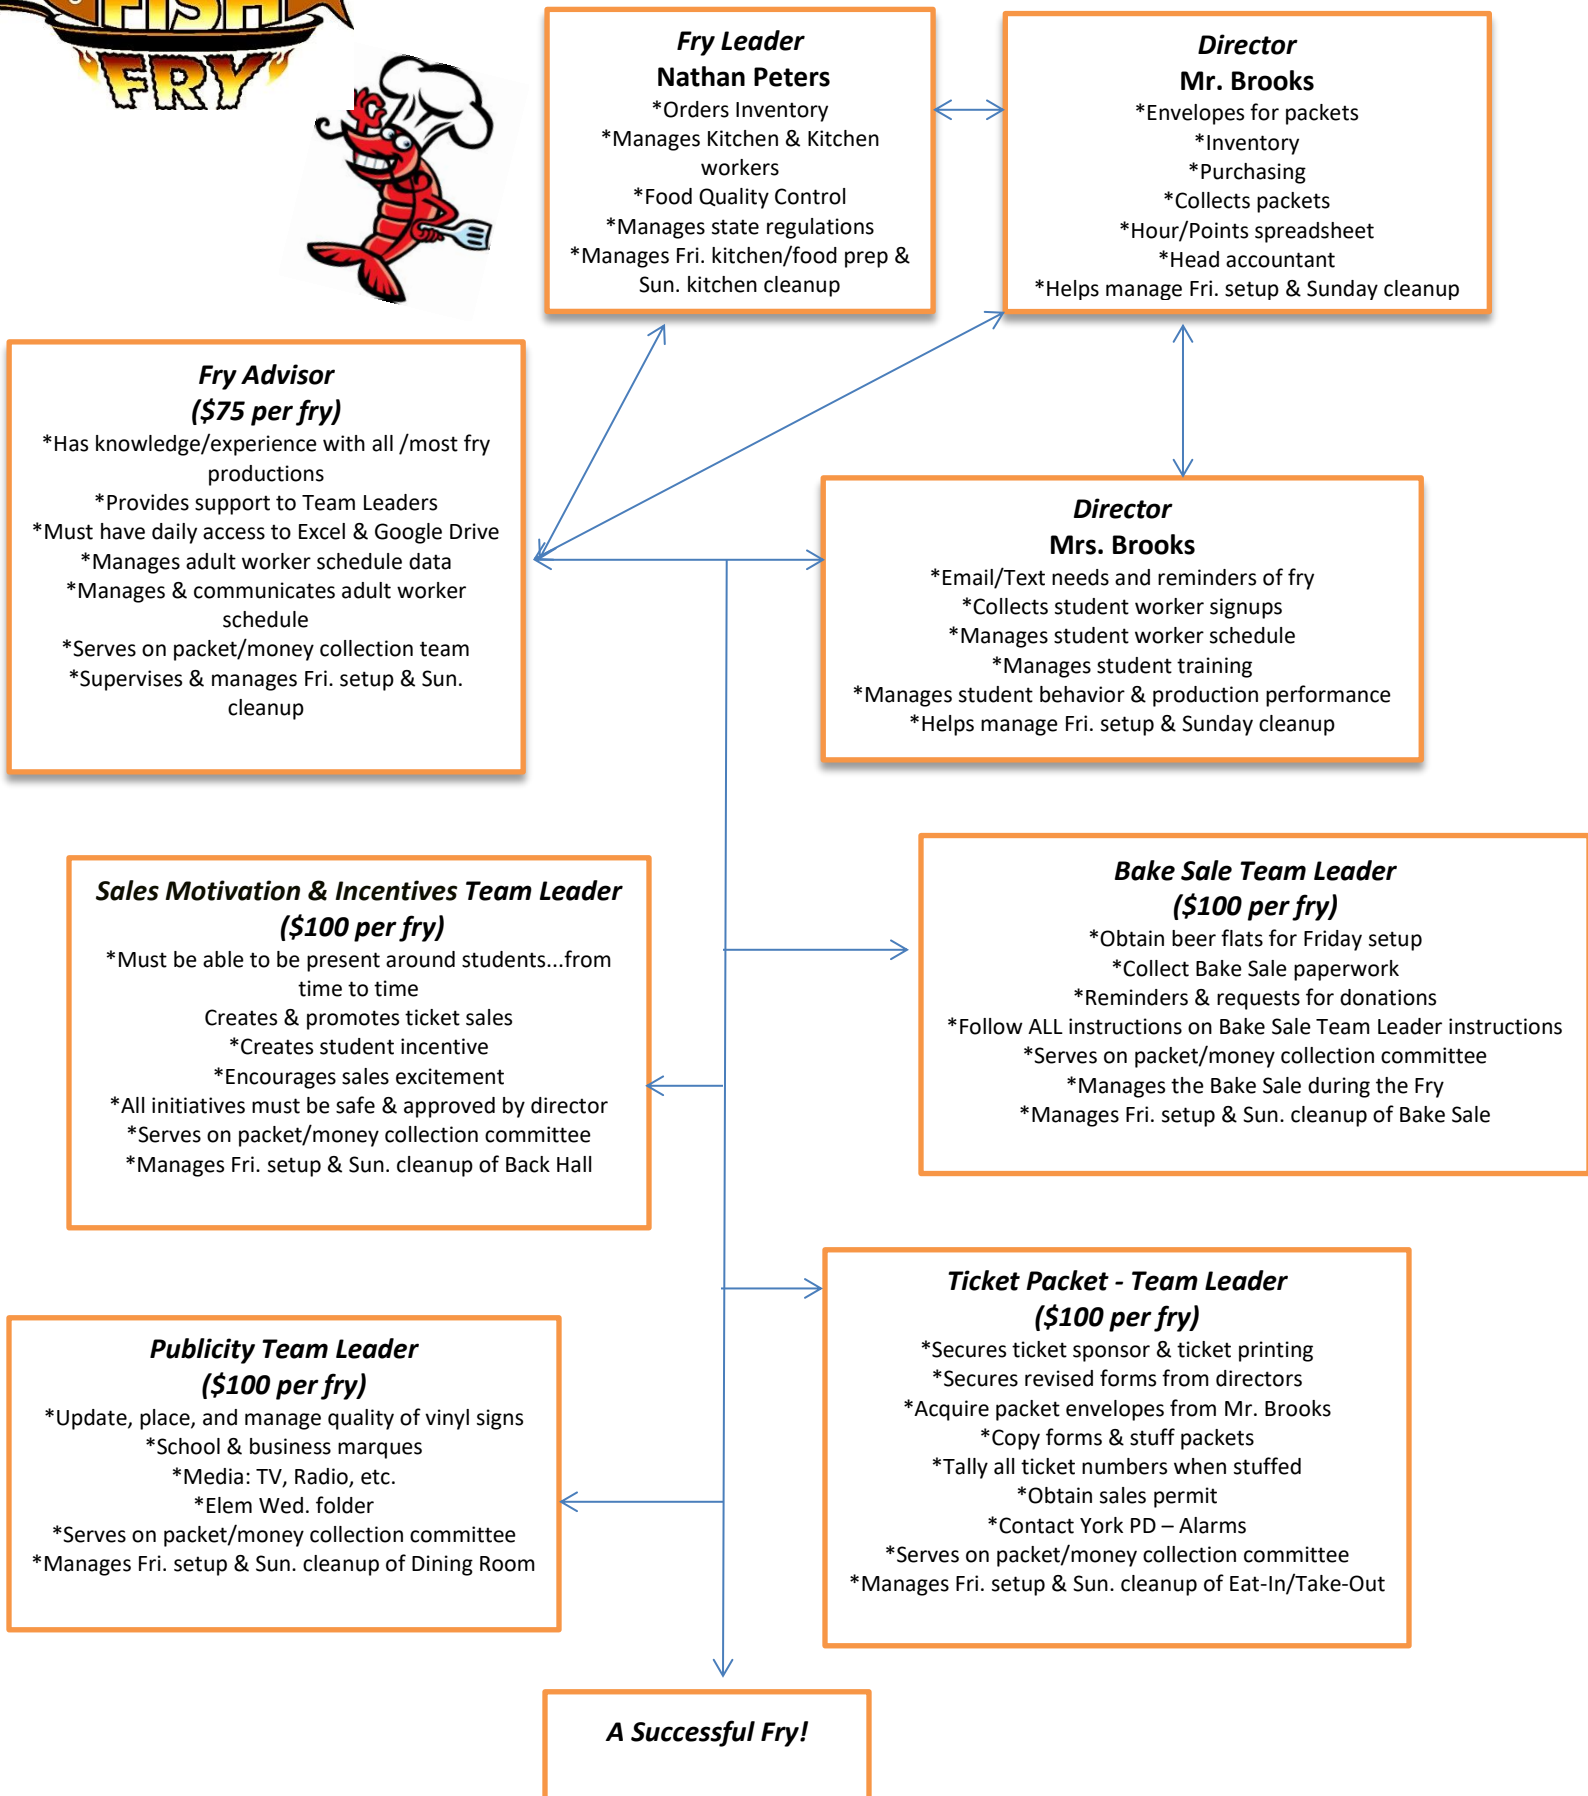 FISH
FRY
Fry Leader
Nathan Peters
*Orders Inventory
*Manages Kitchen & Kitchen
workers
*Food Quality Control
*Manages state regulations
*Manages Fri. kitchen/food prep &
Sun. kitchen cleanup
Director
Mr. Brooks
*Envelopes for packets
*Inventory
*Purchasing
*Collects packets
*Hour/Points spreadsheet
*Head accountant
*Helps manage Fri. setup & Sunday cleanup
Fry Advisor
($75 per fry)
*Has knowledge/experience with all /most fry
productions
*Provides support to Team Leaders
*Must have daily access to Excel & Google Drive
*Manages adult worker schedule data
*Manages & communicates adult worker
schedule
*Serves on packet/money collection team
*Supervises & manages Fri. setup & Sun.
cleanup
Director
Mrs. Brooks
*Email/Text needs and reminders of fry
*Collects student worker signups
*Manages student worker schedule
*Manages student training
*Manages student behavior & production performance
*Helps manage Fri. setup & Sunday cleanup
Sales Motivation & Incentives Team Leader
($100 per fry)
*Must be able to be present around students...from
time to time
Creates & promotes ticket sales
*Creates student incentive
*Encourages sales excitement
*All initiatives must be safe & approved by director
*Serves on packet/money collection committee
*Manages Fri. setup & Sun. cleanup of Back Hall
Bake Sale Team Leader
($100 per fry)
*Obtain beer flats for Friday setup
*Collect Bake Sale paperwork
*Reminders & requests for donations
*Follow ALL instructions on Bake Sale Team Leader instructions
*Serves on packet/money collection committee
*Manages the Bake Sale during the Fry
*Manages Fri. setup & Sun. cleanup of Bake Sale
Publicity Team Leader
($100 per fry)
*Update, place, and manage quality of vinyl signs
*School & business marques
*Media: TV, Radio, etc.
*Elem Wed. folder
*Serves on packet/money collection committee
*Manages Fri. setup & Sun. cleanup of Dining Room
Ticket Packet - Team Leader
($100 per fry)
*Secures ticket sponsor & ticket printing
*Secures revised forms from directors
*Acquire packet envelopes from Mr. Brooks
*Copy forms & stuff packets
*Tally all ticket numbers when stuffed
*Obtain sales permit
*Contact York PD – Alarms
*Serves on packet/money collection committee
*Manages Fri. setup & Sun. cleanup of Eat-In/Take-Out
A Successful Fry!